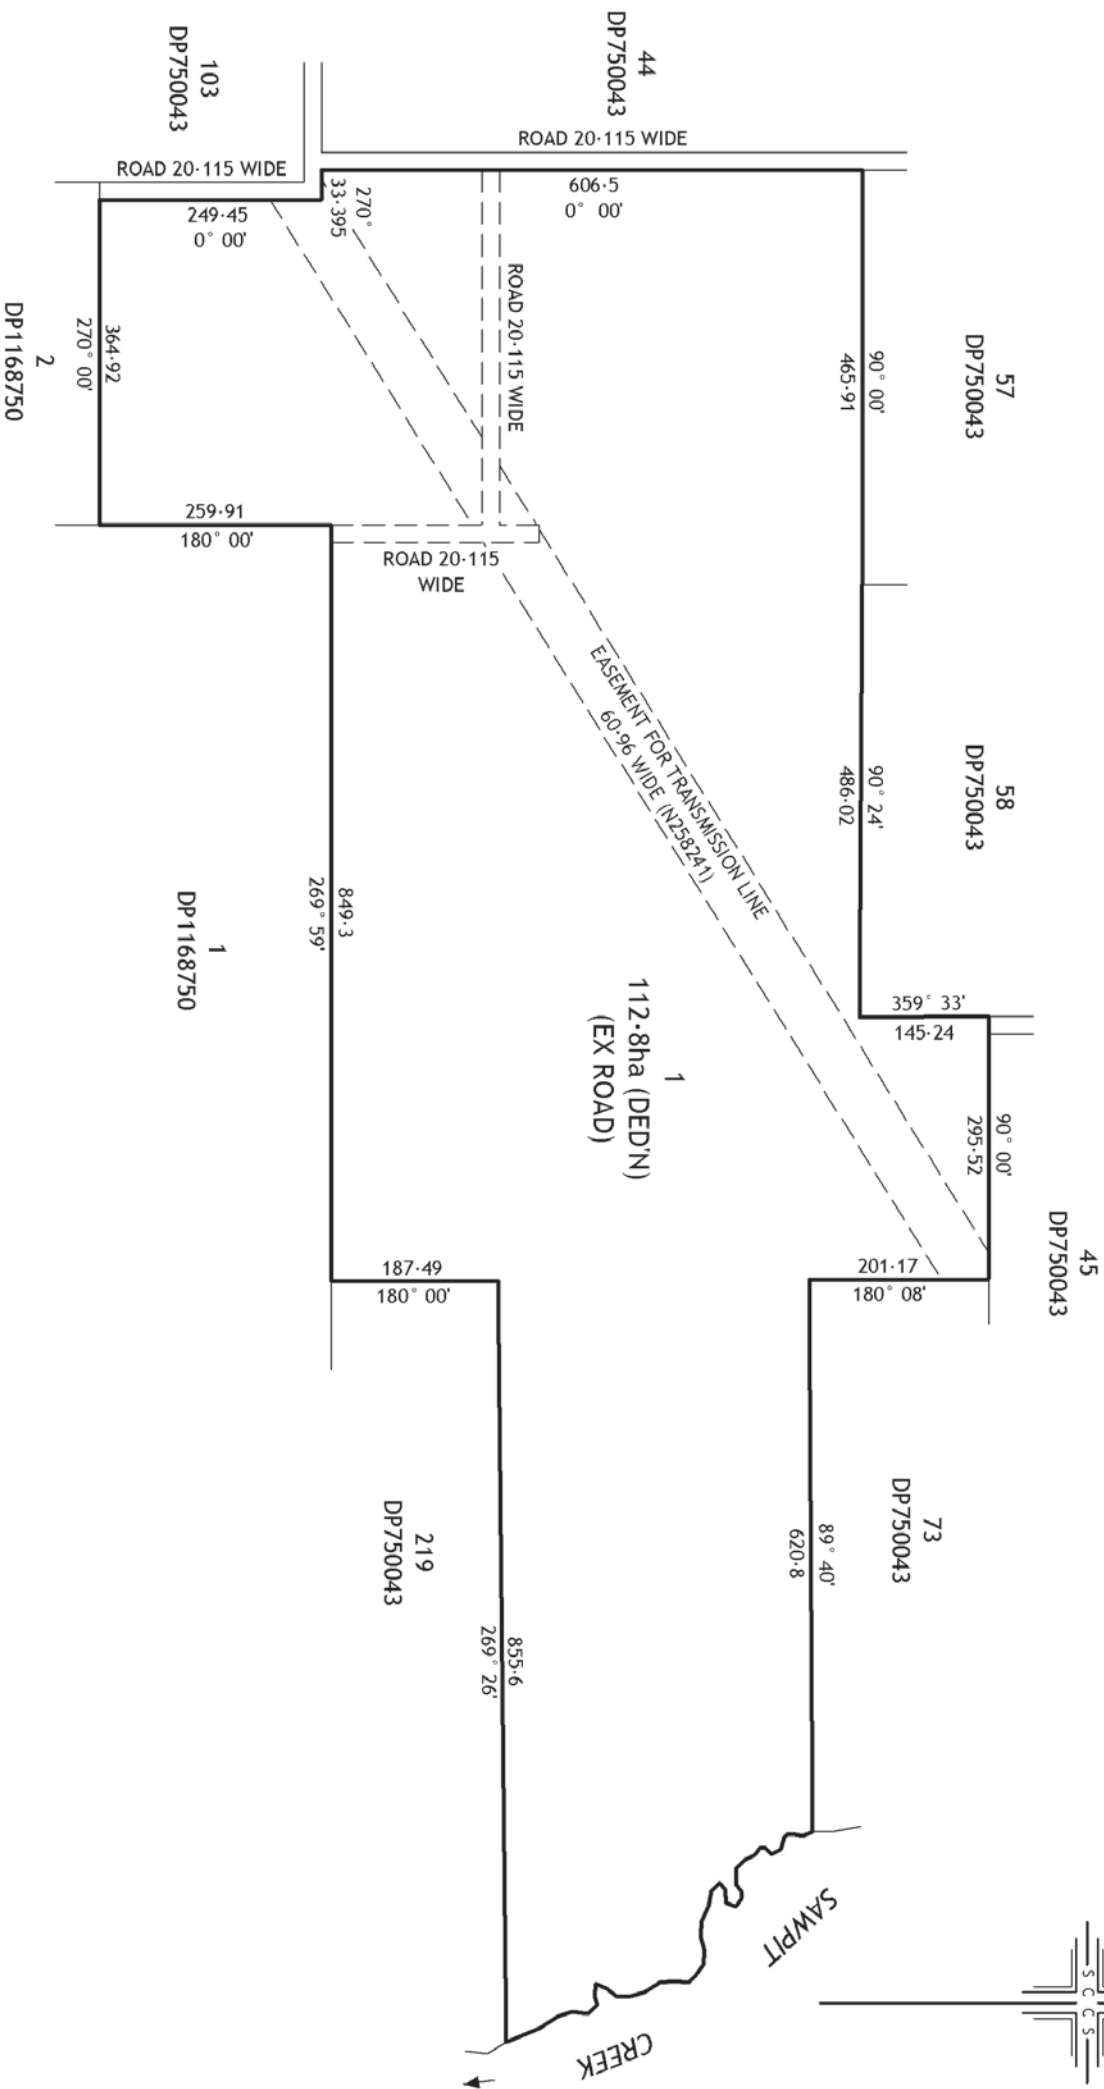 44
DP750043
103
DP750043
ROAD 20·115 WIDE
ROAD 20·115 WIDE
606·5
0° 00'
270°
33·395
249·45
0° 00'
57
DP750043
90° 00'
465·91
ROAD 20·115 WIDE
364·92
270° 00'
2
DP1168750
259·91
180° 00'
ROAD 20·115
WIDE
EASEMENT FOR TRANSMISSION LINE
60·96 WIDE (N258241)
58
DP750043
90° 24'
486·02
849·3
269° 59'
1
DP1168750
359° 33'
145·24
1
112·8ha (DED'N)
(EX ROAD)
90° 00'
295·52
45
DP750043
201·17
180° 08'
187·49
180° 00'
73
DP750043
89° 40'
620·8
219
DP750043
855·6
269° 26'
SAWPIT
CREEK
S C C S